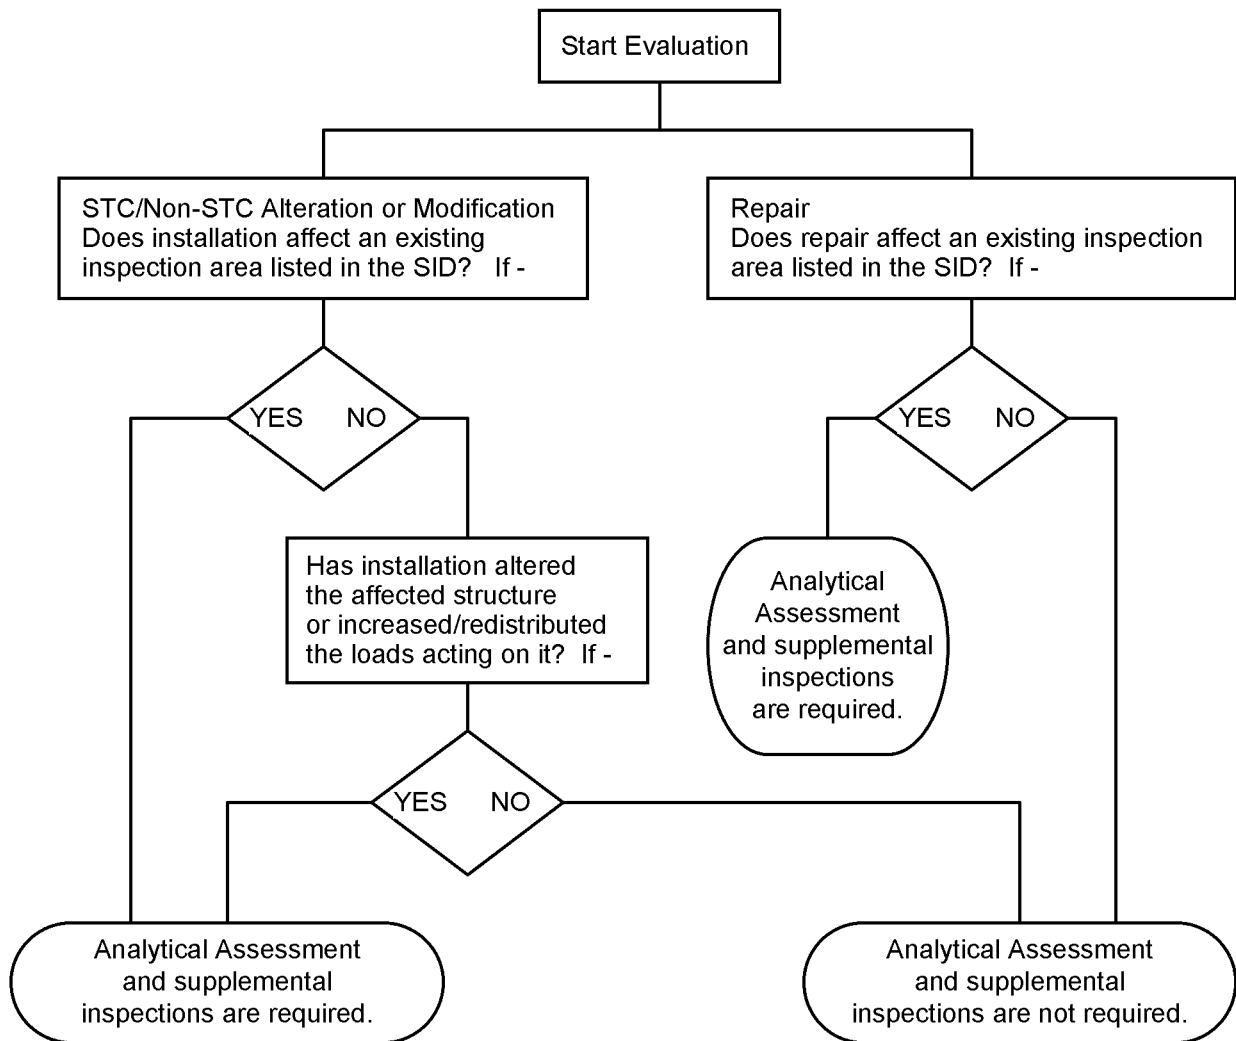 Start Evaluation
STC/Non-STC Alteration or Modification
Does installation affect an existing
inspection area listed in the SID?   If -
Repair
Does repair affect an existing inspection
area listed in the SID?  If -
YES NO
YES NO
Has installation altered
the affected structure
or increased/redistributed
the loads acting on it?  If -
Analytical
Assessment
and supplemental
inspections
are required.
YES NO
Analytical Assessment
and supplemental
inspections are required.
Analytical Assessment
and supplemental
inspections are not required.